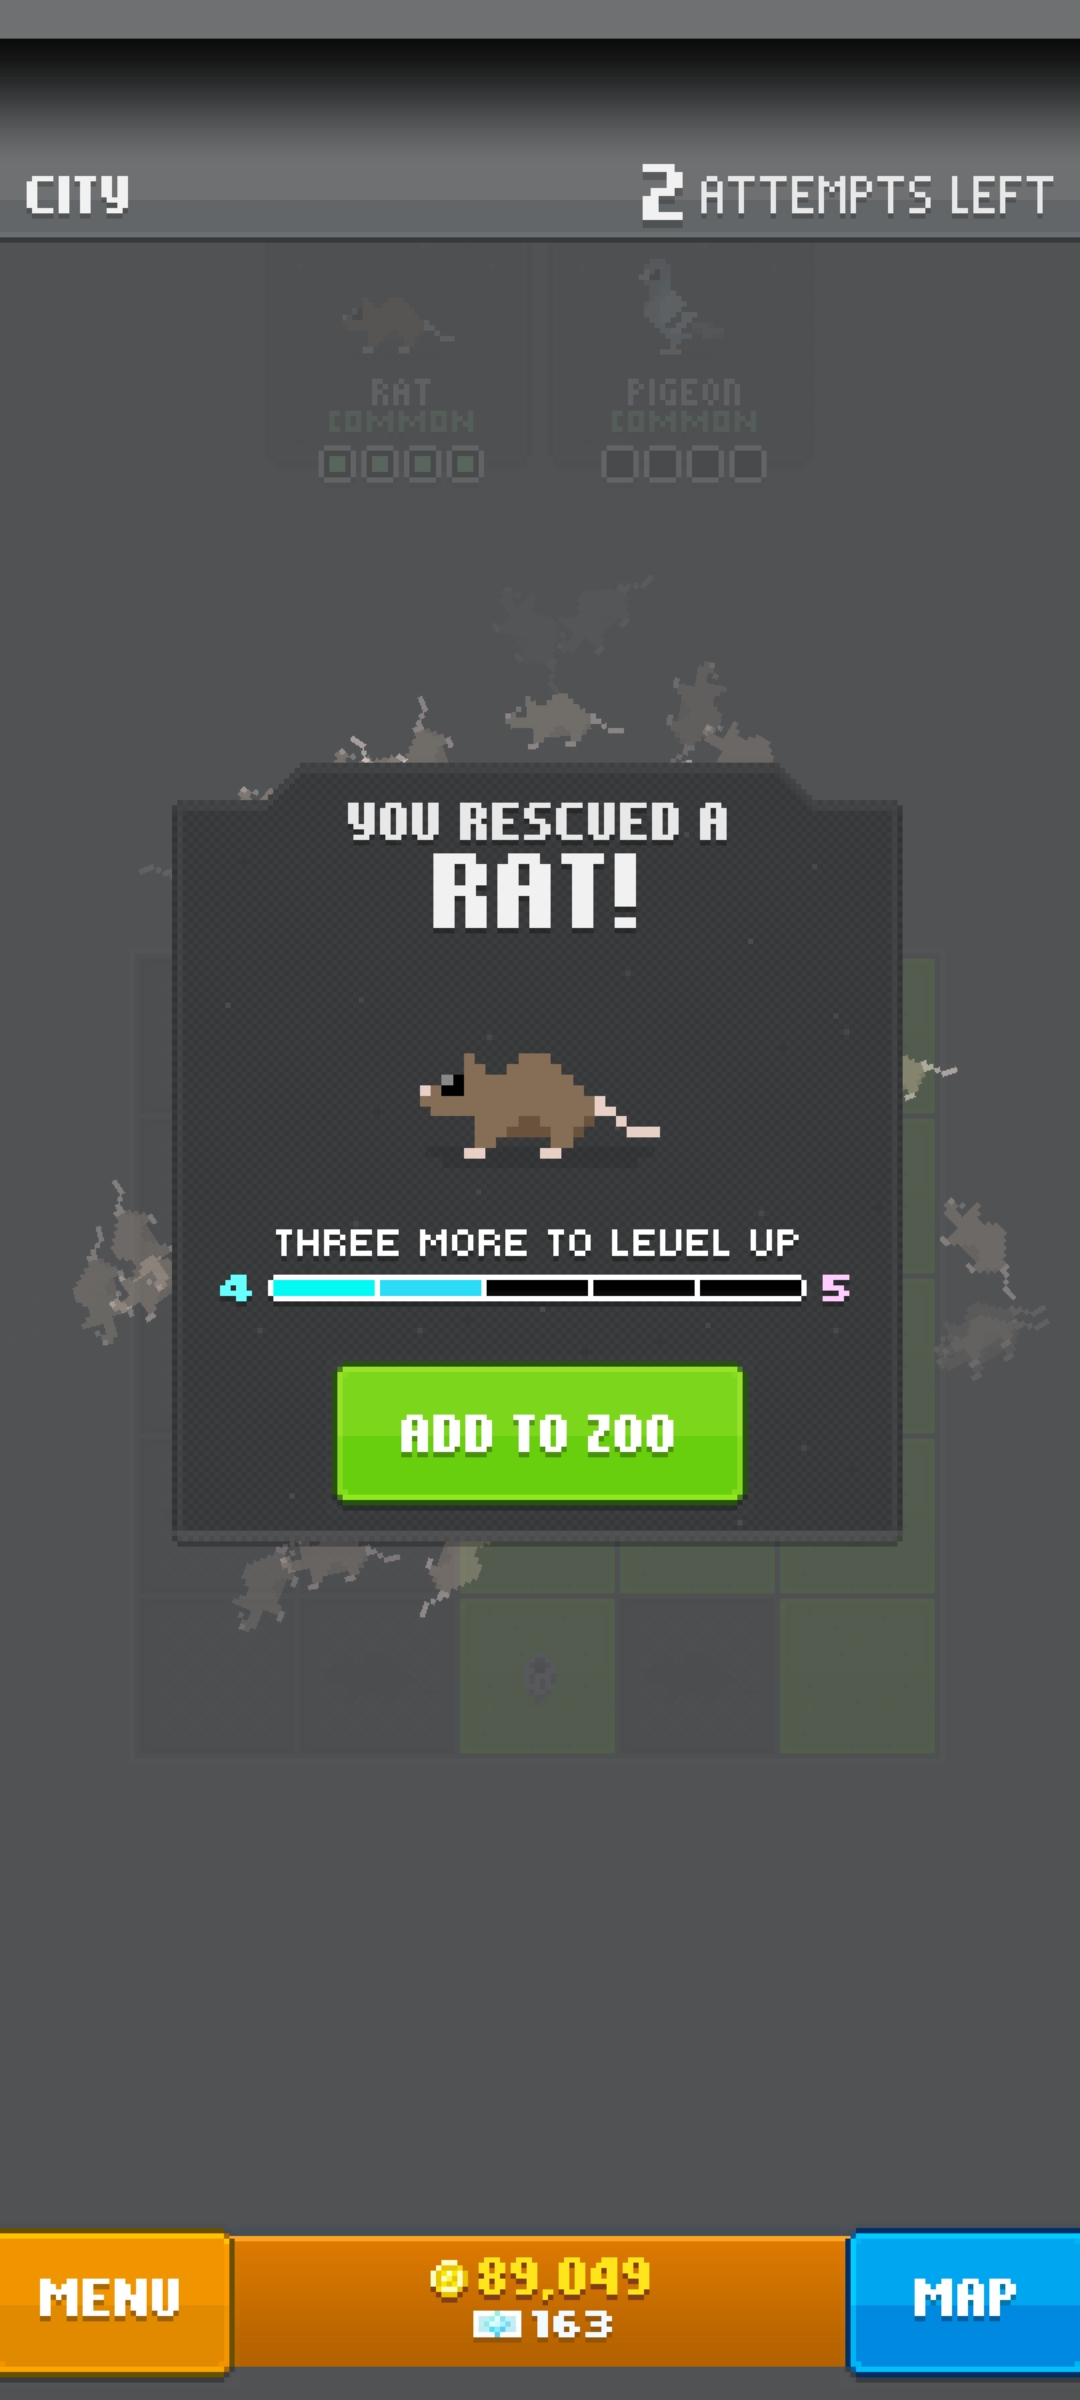 CITY
2 ATTEMPTS LEFT
RAT
COMMON
PIGEON
COMMON
YOU RESCUED A
RAT!
THREE MORE TO LEVEL UP
4
5
ADD TO ZOO
MENU
89,049
163
MAP